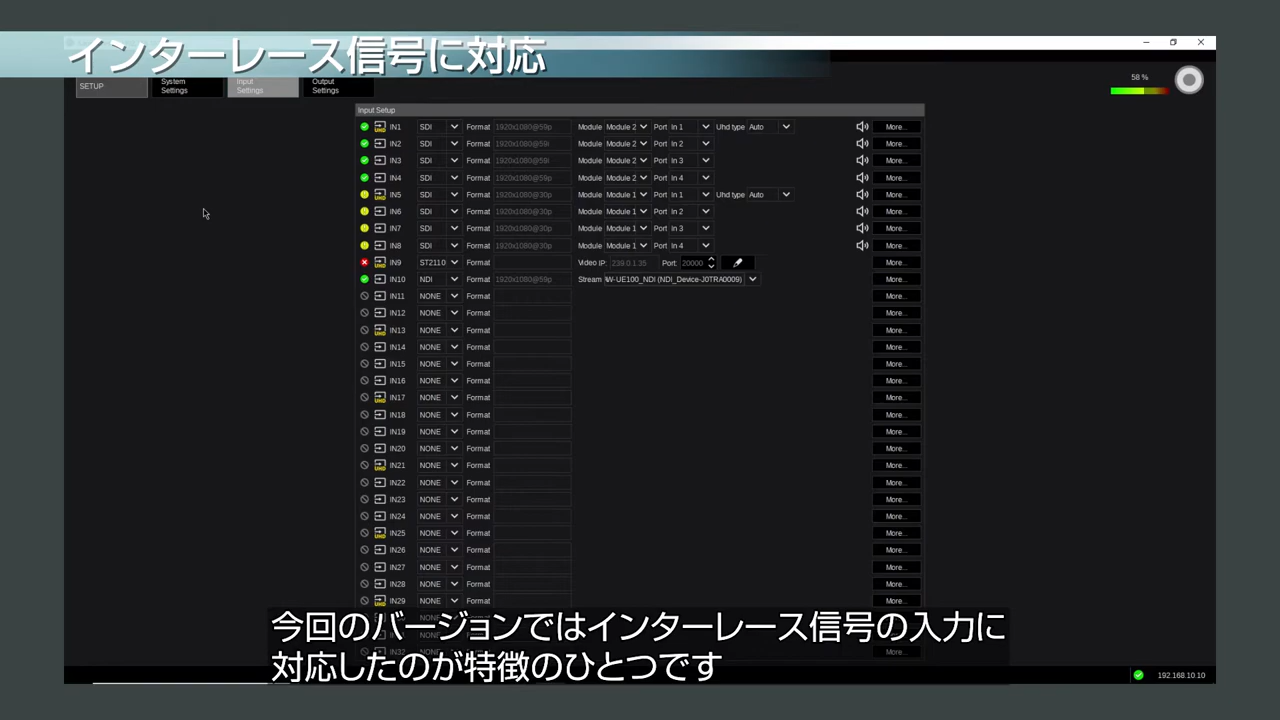 インターレース信号に対応
58 %
SETUP
System Settings
Input Settings
Output Settings
Input Setup
IN1 SDI Format 1920x1080@59p Module Module 2 Port In 1 Uhd type Auto More...
IN2 SDI Format 1920x1080@59i Module Module 2 Port In 2 More...
IN3 SDI Format 1920x1080@59i Module Module 2 Port In 3 More...
IN4 SDI Format 1920x1080@59p Module Module 2 Port In 4 More...
IN5 SDI Format 1920x1080@30p Module Module 1 Port In 1 Uhd type Auto More...
IN6 SDI Format 1920x1080@30p Module Module 1 Port In 2 More...
IN7 SDI Format 1920x1080@30p Module Module 1 Port In 3 More...
IN8 SDI Format 1920x1080@30p Module Module 1 Port In 4 More...
IN9 ST2110 Format Video IP: 239.0.1.35 Port: 20000 More...
IN10 NDI Format 1920x1080@59p Stream W-UE100_NDI (NDI_Device-J0TRA0009) More...
IN11 NONE Format More...
IN12 NONE Format More...
IN13 NONE Format More...
IN14 NONE Format More...
IN15 NONE Format More...
IN16 NONE Format More...
IN17 NONE Format More...
IN18 NONE Format More...
IN19 NONE Format More...
IN20 NONE Format More...
IN21 NONE Format More...
IN22 NONE Format More...
IN23 NONE Format More...
IN24 NONE Format More...
IN25 NONE Format More...
IN26 NONE Format More...
IN27 NONE Format More...
IN28 NONE Format More...
IN29 NONE Format More...
今回のバージョンではインターレース信号の入力に
対応したのが特徴のひとつです
192.168.10.10